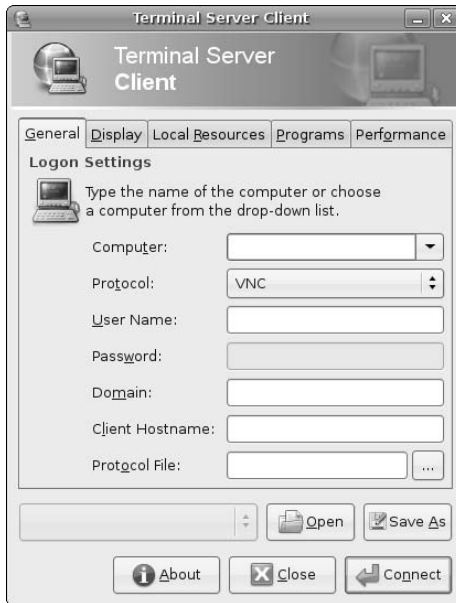 Terminal Server Client
Terminal Server
Client
General Display Local Resources Programs Performance
Logon Settings
Type the name of the computer or choose
a computer from the drop-down list.
Computer:
Protocol: VNC
User Name:
Password:
Domain:
Client Hostname:
Protocol File: ...
Open Save As
About Close Connect